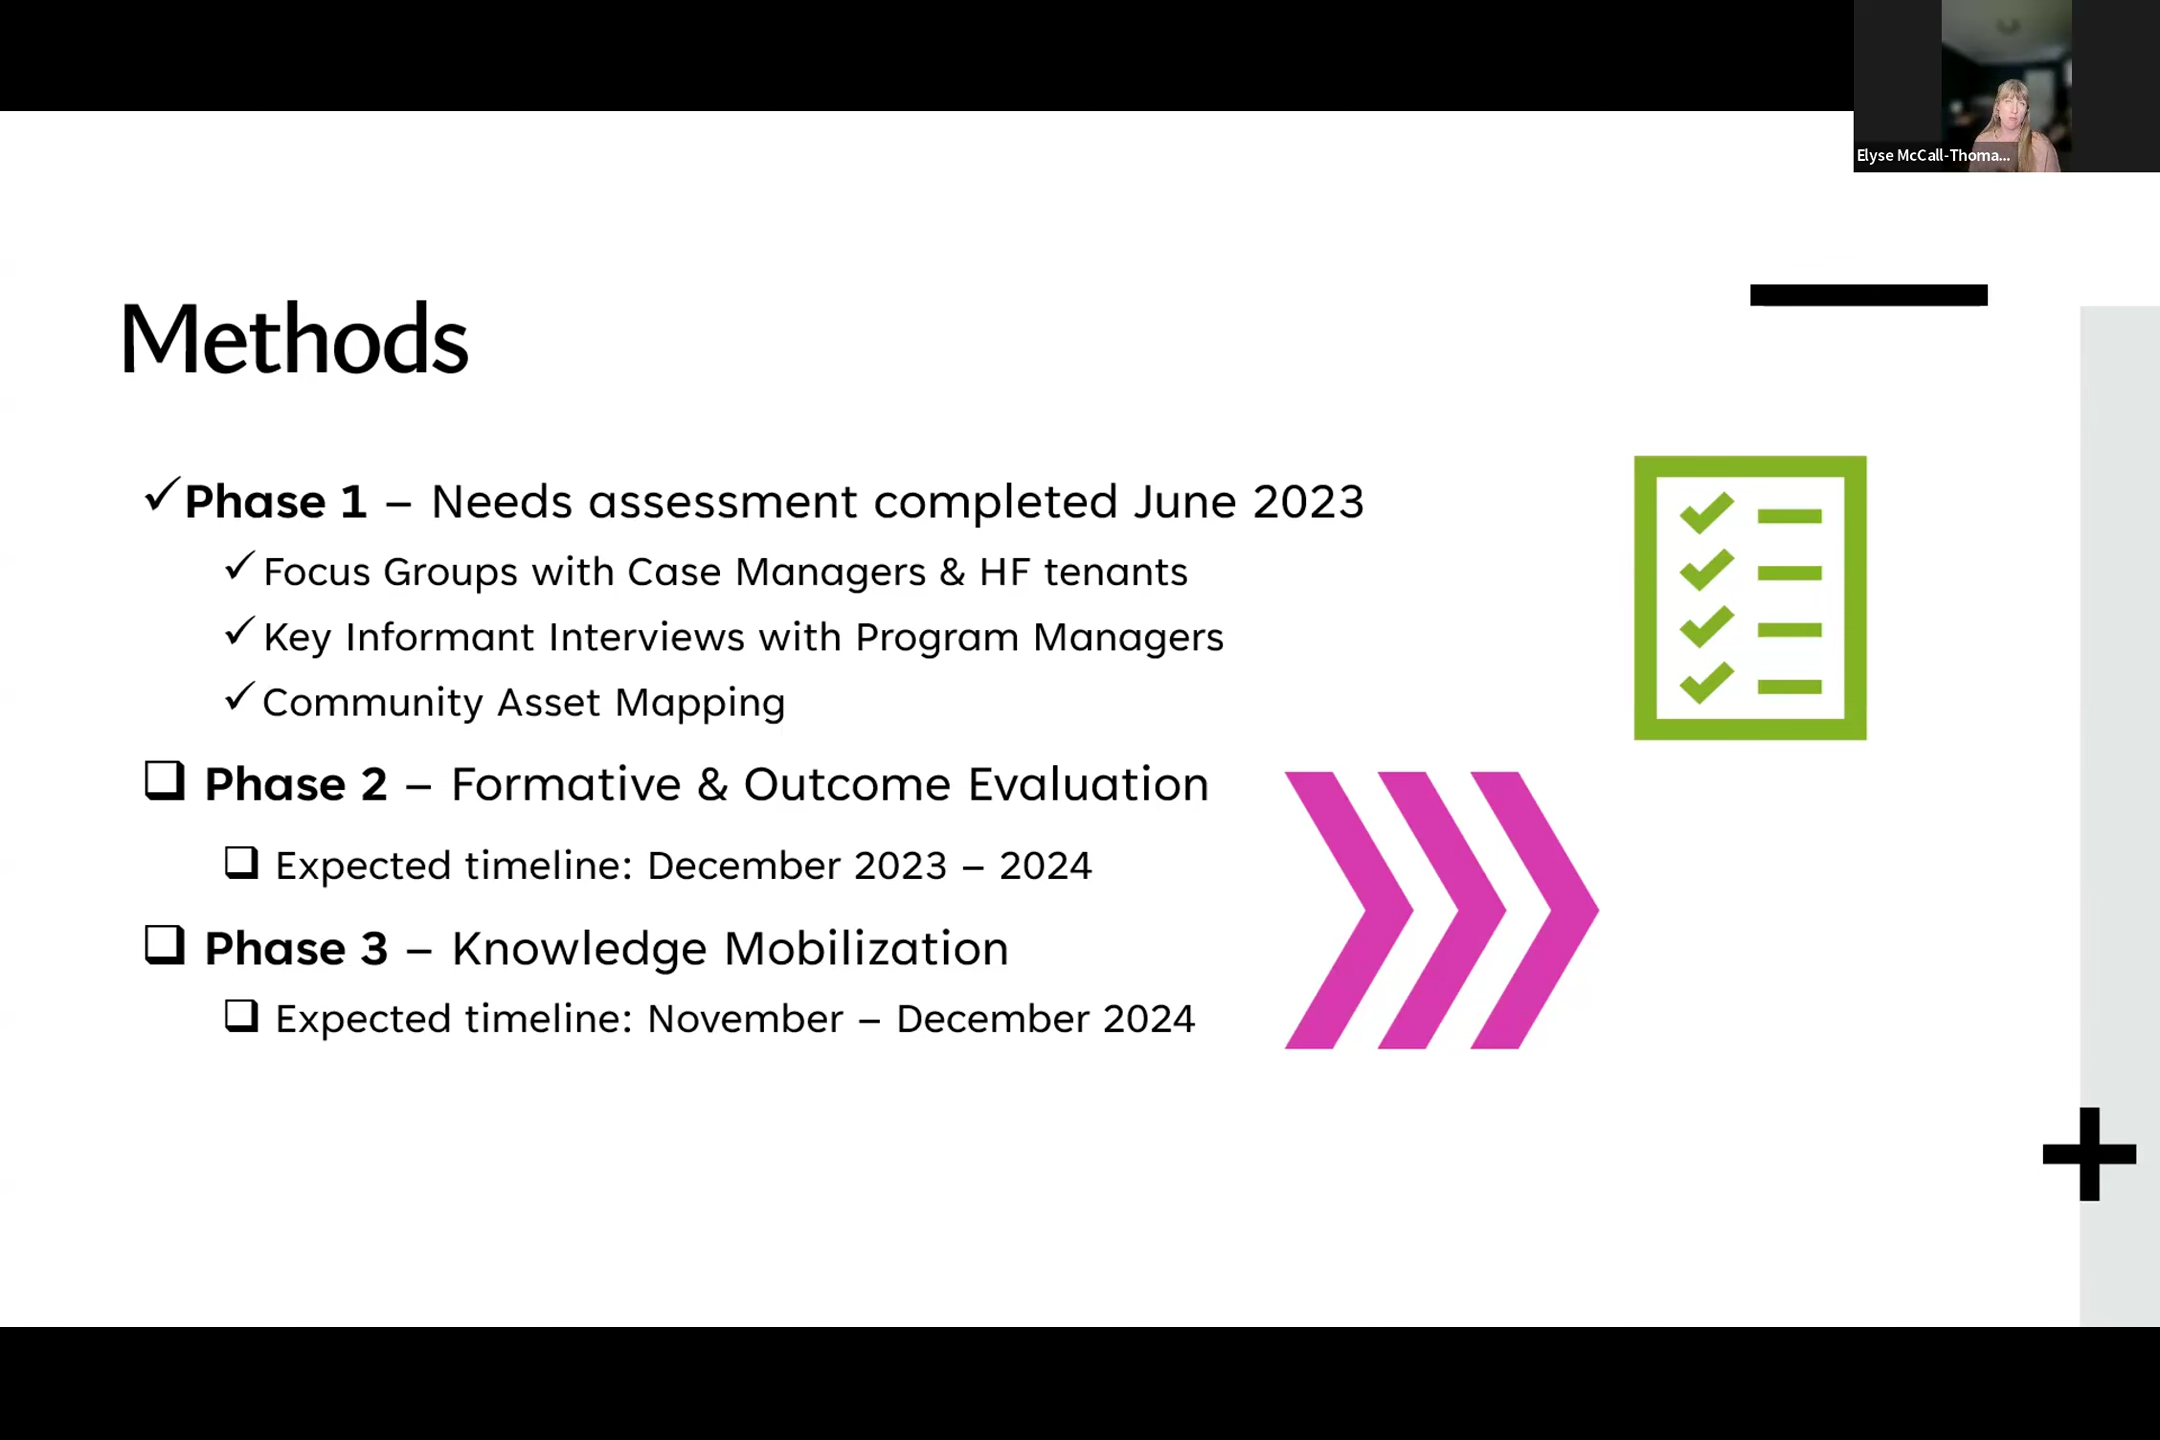 Elyse McCall-Thoma...
Methods
Phase 1 – Needs assessment completed June 2023
Focus Groups with Case Managers & HF tenants
Key Informant Interviews with Program Managers
Community Asset Mapping
Phase 2 – Formative & Outcome Evaluation
Expected timeline: December 2023 – 2024
Phase 3 – Knowledge Mobilization
Expected timeline: November – December 2024